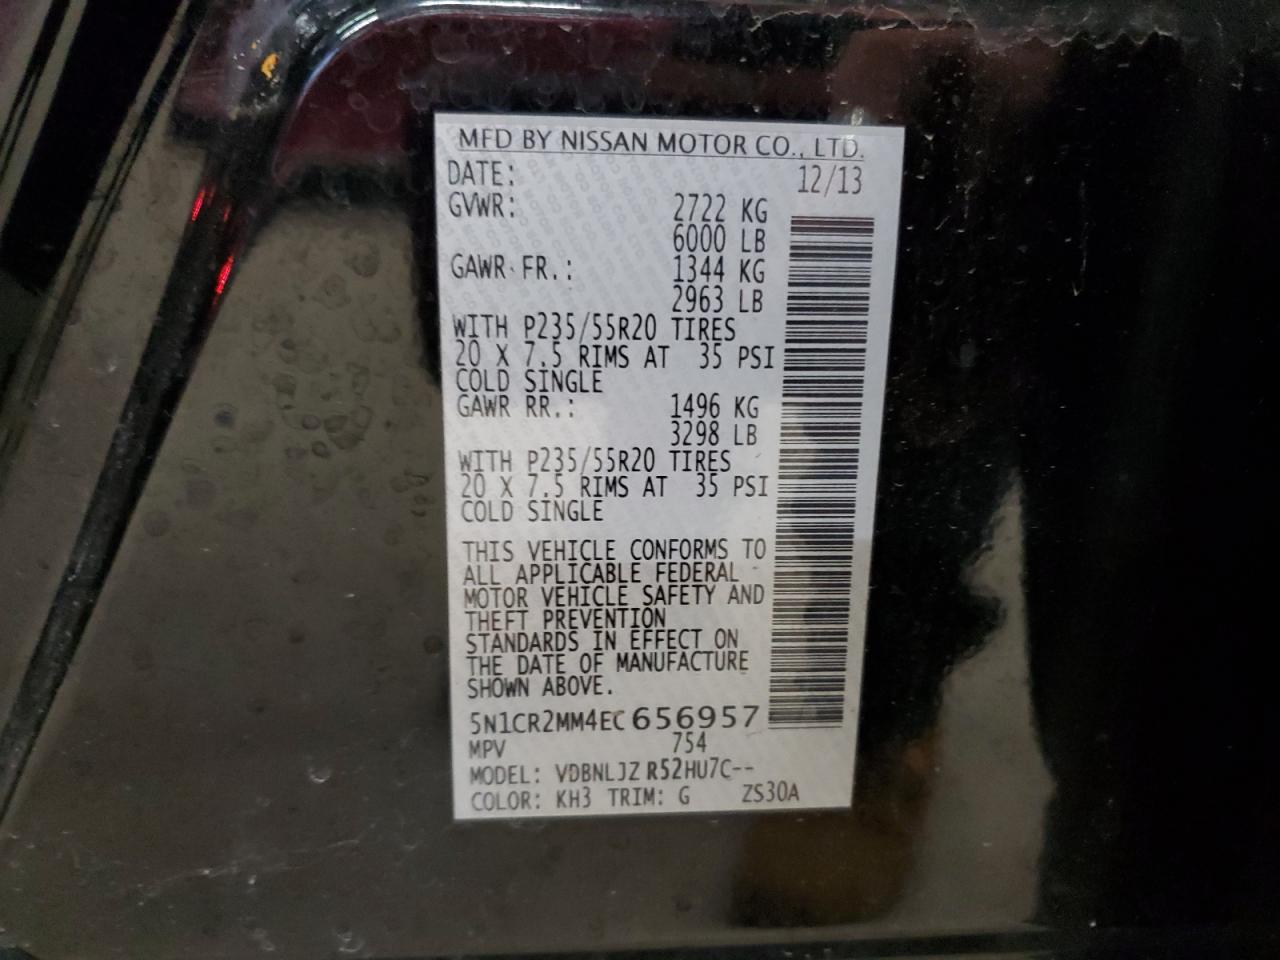 MFD BY NISSAN MOTOR CO., LTD.
DATE: 12/13
GVWR: 2722 KG
6000 LB
GAWR FR.: 1344 KG
2963 LB
WITH P235/55R20 TIRES
20 X 7.5 RIMS AT 35 PSI
COLD SINGLE
GAWR RR.: 1496 KG
3298 LB
WITH P235/55R20 TIRES
20 X 7.5 RIMS AT 35 PSI
COLD SINGLE
THIS VEHICLE CONFORMS TO
ALL APPLICABLE FEDERAL
MOTOR VEHICLE SAFETY AND
THEFT PREVENTION
STANDARDS IN EFFECT ON
THE DATE OF MANUFACTURE
SHOWN ABOVE.
5N1CR2MM4EC656957
MPV 754
MODEL: VDBNLJZ R52HU7C--
COLOR: KH3 TRIM: G ZS30A